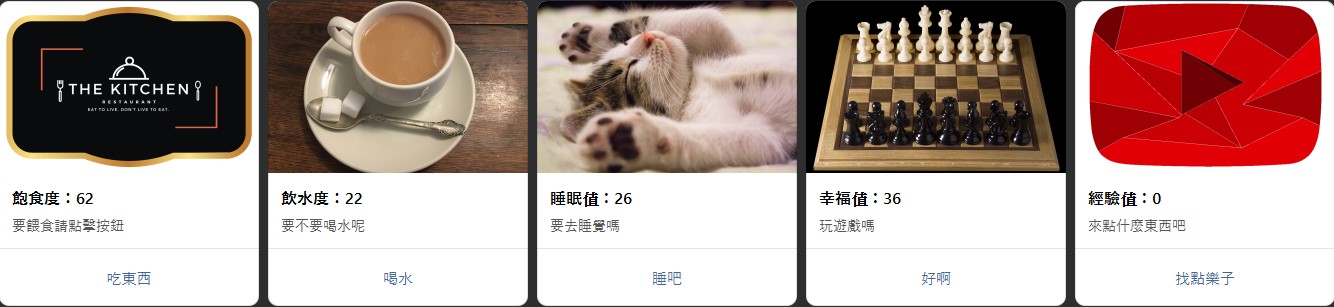 THE KITCHEN
RESTAURANT
EAT TO LIVE. DON'T LIVE TO EAT.
飽食度：62
要餵食請點擊按鈕
吃東西
飲水度：22
要不要喝水呢
喝水
睡眠值：26
要去睡覺嗎
睡吧
幸福值：36
玩遊戲嗎
好啊
經驗值：0
來點什麼東西吧
找點樂子